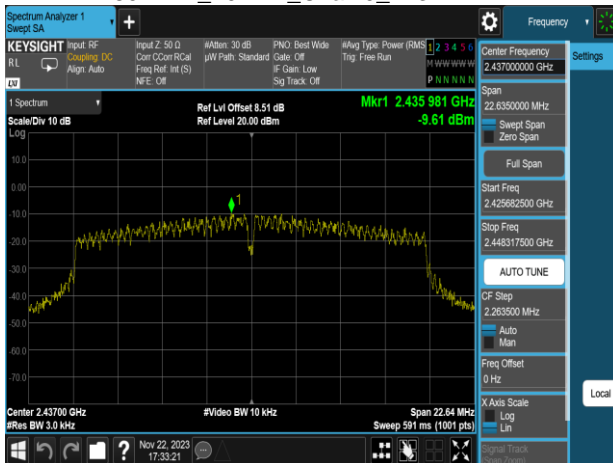 Spectrum Analyzer 1
Swept SA
Frequency
KEYSIGHT
RL
Input: RF
Coupling: DC
Align: Auto
Input Z: 50 Ω
Corr CCorr RCal
Freq Ref: Int (S)
NFE: Off
#Atten: 30 dB
µW Path: Standard
PNO: Best Wide
Gate: Off
IF Gain: Low
Sig Track: Off
#Avg Type: Power (RMS
Trig: Free Run
1 2 3 4 5 6
M W W W W W
P N N N N N
LXI
1 Spectrum
Scale/Div 10 dB
Log
Ref Lvl Offset 8.51 dB
Ref Level 20.00 dBm
Mkr1 2.435 981 GHz
-9.61 dBm
1
10.0
0.00
-10.0
-20.0
-30.0
-40.0
-50.0
-60.0
-70.0
Center 2.43700 GHz
#Res BW 3.0 kHz
#Video BW 10 kHz
Span 22.64 MHz
Sweep 591 ms (1001 pts)
Nov 22, 2023
17:33:21
Center Frequency
2.437000000 GHz
Settings
Span
22.6350000 MHz
Swept Span
Zero Span
Full Span
Start Freq
2.425682500 GHz
Stop Freq
2.448317500 GHz
AUTO TUNE
CF Step
2.263500 MHz
Auto
Man
Freq Offset
0 Hz
X Axis Scale
Log
Lin
Local
Signal Track
(Span Zoom)